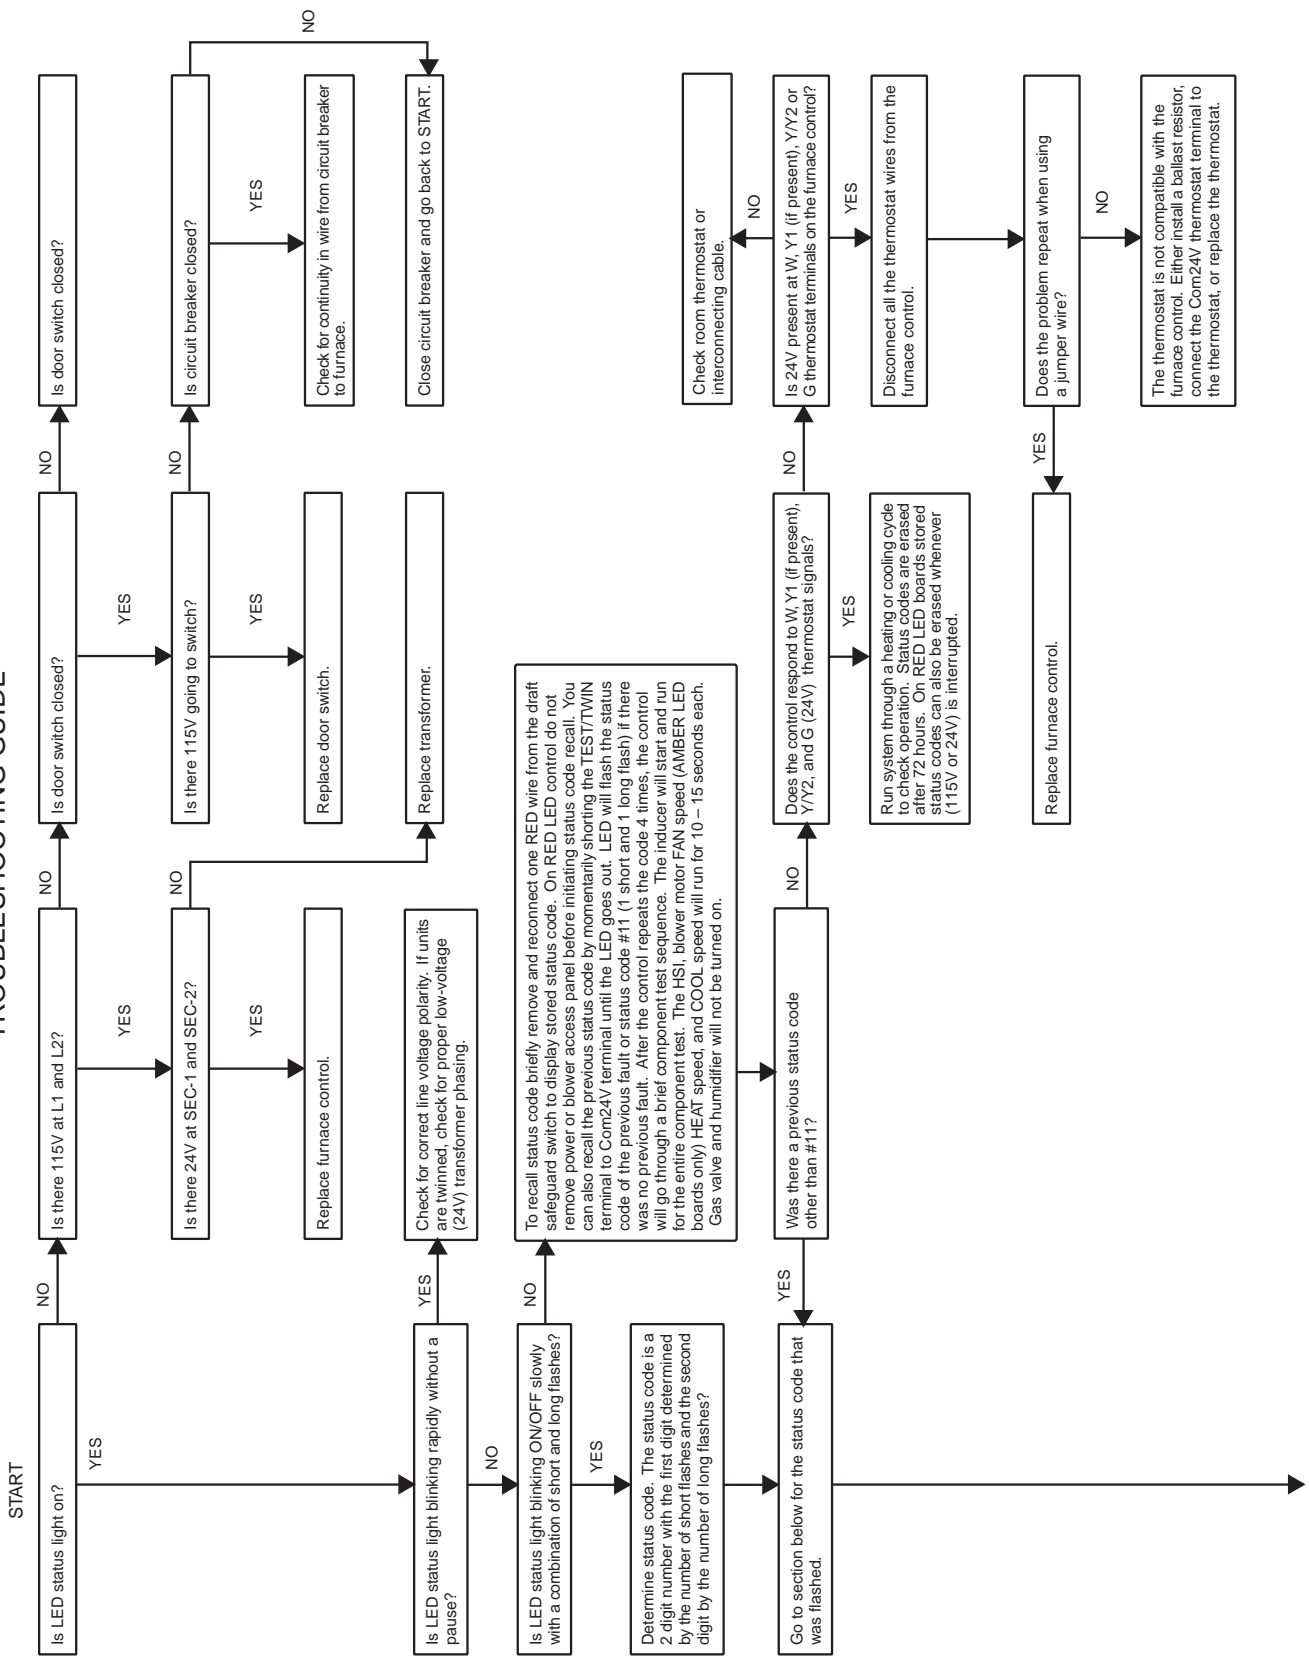 START
Is LED status light on?
NO
Is there 115V at L1 and L2?
NO
Is door switch closed?
NO
Is door switch closed?
YES
YES
YES
Is there 24V at SEC-1 and SEC-2?
NO
Is there 115V going to switch?
NO
Is circuit breaker closed?
NO
YES
YES
YES
Replace furnace control.
Replace door switch.
Check for continuity in wire from circuit breaker
to furnace.
Is LED status light blinking rapidly without a
pause?
YES
Check for correct line voltage polarity. If units
are twinned, check for proper low-voltage
(24V) transformer phasing.
Replace transformer.
Close circuit breaker and go back to START.
NO
Is LED status light blinking ON/OFF slowly
with a combination of short and long flashes?
NO
To recall status code briefly remove and reconnect one RED wire from the draft
safeguard switch to display stored status code. On RED LED control do not
remove power or blower access panel before initiating status code recall. You
can also recall the previous status code by momentarily shorting the TEST/TWIN
terminal to Com24V terminal until the LED goes out. LED will flash the status
code of the previous fault or status code #11 (1 short and 1 long flash) if there
was no previous fault. After the control repeats the code 4 times, the control
will go through a brief component test sequence. The inducer will start and run
for the entire component test. The HSI, blower motor FAN speed (AMBER LED
boards only) HEAT speed, and COOL speed will run for 10 – 15 seconds each.
Gas valve and humidifier will not be turned on.
YES
Determine status code. The status code is a
2 digit number with the first digit determined
by the number of short flashes and the second
digit by the number of long flashes?
Check room thermostat or
interconnecting cable.
NO
Go to section below for the status code that
was flashed.
YES
Was there a previous status code
other than #11?
NO
Does the control respond to W, Y1 (if present),
Y/Y2, and G (24V) thermostat signals?
NO
Is 24V present at W, Y1 (if present), Y/Y2 or
G thermostat terminals on the furnace control?
YES
YES
Run system through a heating or cooling cycle
to check operation. Status codes are erased
after 72 hours. On RED LED boards stored
status codes can also be erased whenever
(115V or 24V) is interrupted.
Disconnect all the thermostat wires from the
furnace control.
Replace furnace control.
YES
Does the problem repeat when using
a jumper wire?
NO
The thermostat is not compatible with the
furnace control. Either install a ballast resistor,
connect the Com24V thermostat terminal to
the thermostat, or replace the thermostat.